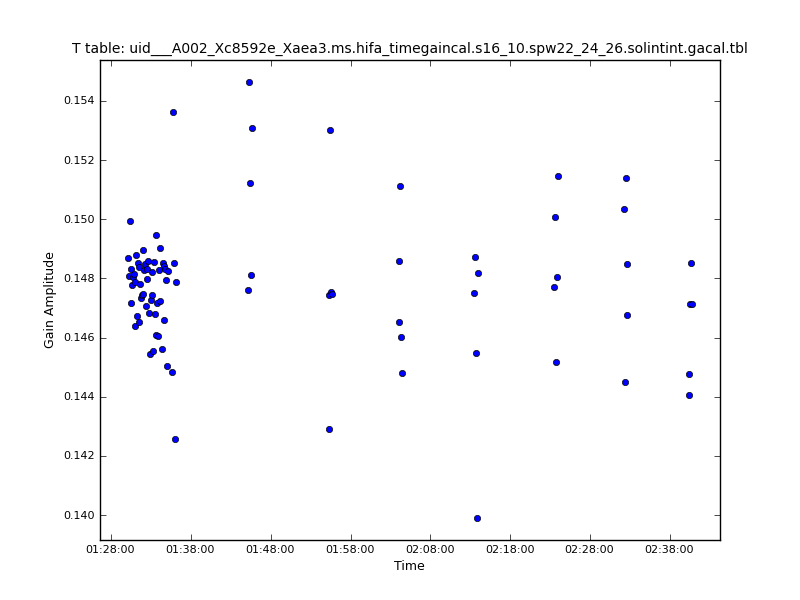 T table: uid___A002_Xc8592e_Xaea3.ms.hifa_timegaincal.s16_10.spw22_24_26.solintint.gacal.tbl
0.154
0.152
0.150
0.148
0.146
0.144
0.142
0.140
Gain Amplitude
01:28:00 01:38:00 01:48:00 01:58:00 02:08:00 02:18:00 02:28:00 02:38:00
Time